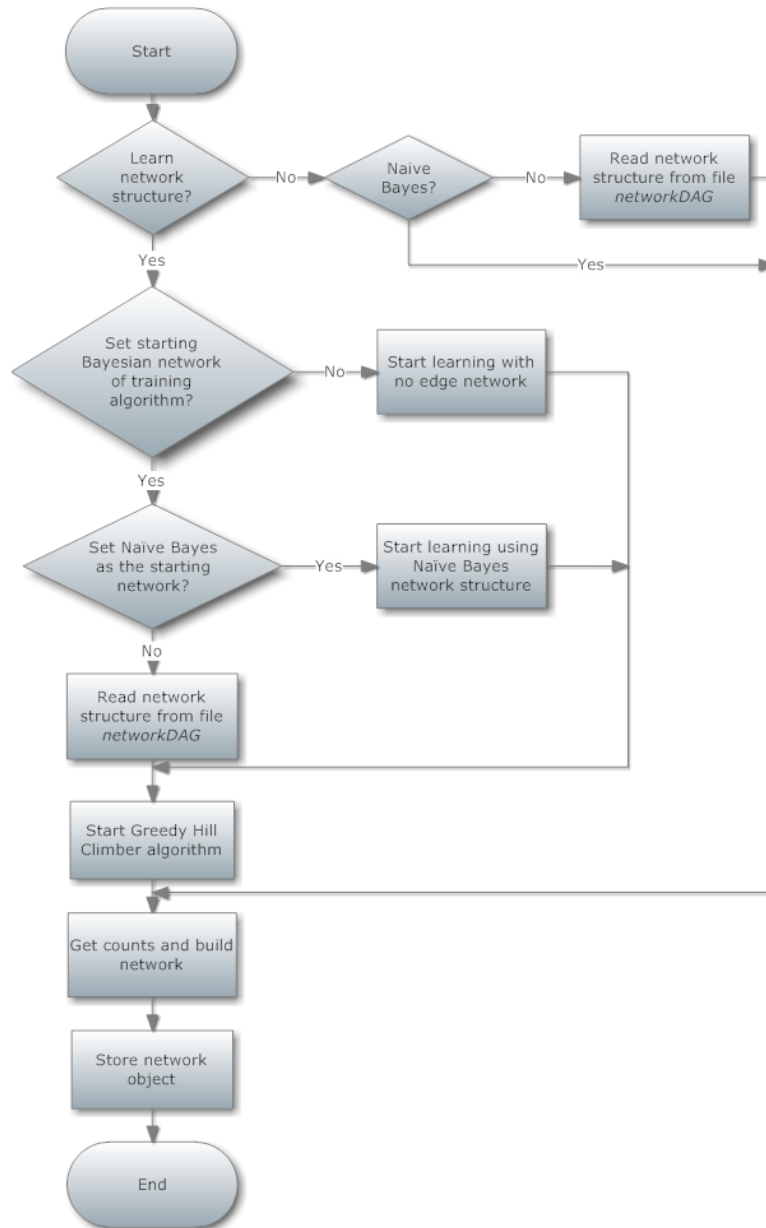 Start
Learn
network
structure?
No
Naive
Bayes?
No
Read network
structure from file
networkDAG
Yes
Yes
Set starting
Bayesian network
of training
algorithm?
No
Start learning with
no edge network
Yes
Set Naïve Bayes
as the starting
network?
Yes
Start learning using
Naïve Bayes
network structure
No
Read network
structure from file
networkDAG
Start Greedy Hill
Climber algorithm
Get counts and build
network
Store network
object
End